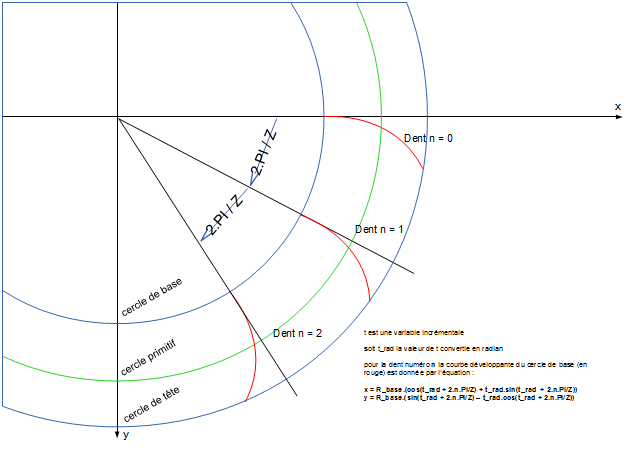 x
Dent n = 0
2.PI / Z
2.PI / Z
Dent n = 1
cercle de base
Dent n = 2
cercle primitif
cercle de tête
y
t est une variable incrémentale
soit t_rad la valeur de t convertie en radian
pour la dent numéro n la courbe développante du cercle de base (en
rouge) est donnée par l'équation :
x = R_base.(cos(t_rad + 2.n.PI/Z) + t_rad.sin(t_rad + 2.n.PI/Z))
y = R_base.(sin(t_rad + 2.n.PI/Z) – t_rad.cos(t_rad + 2.n.PI/Z))